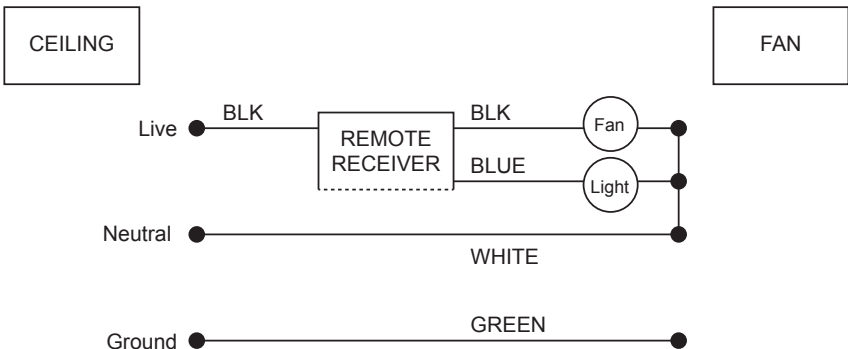 CEILING
FAN
Live
BLK
REMOTE
RECEIVER
BLK
Fan
BLUE
Light
Neutral
WHITE
Ground
GREEN